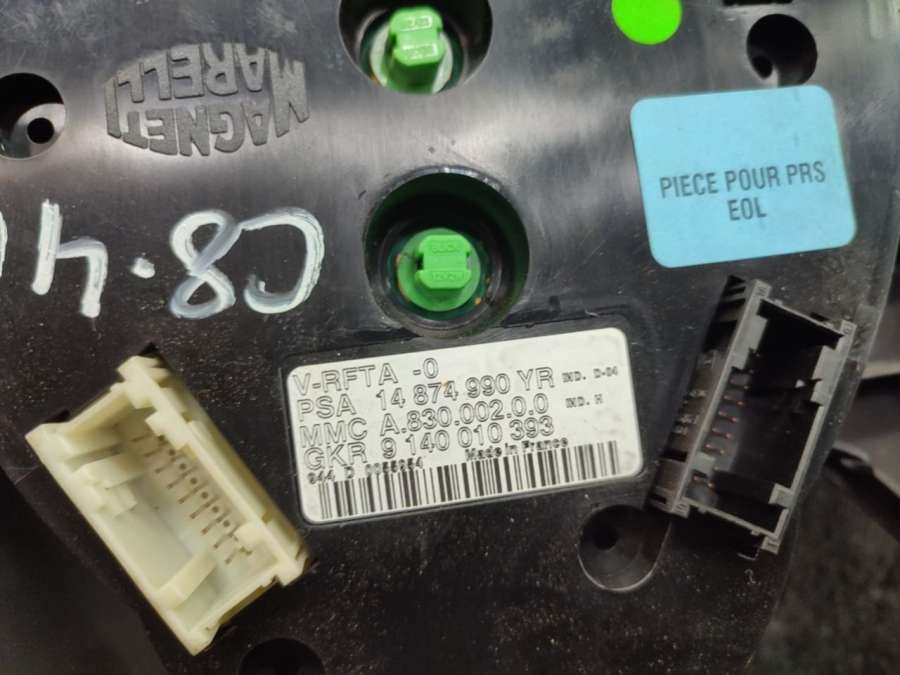 MAGNETI
MARELLI
PIECE POUR PRS
EOL
C8.4
V-RFTA -0
PSA 14 874 990 YR IND. D-04
MMC A.830.002.0.0 IND. H
GKR 9 140 010 393
Made in France